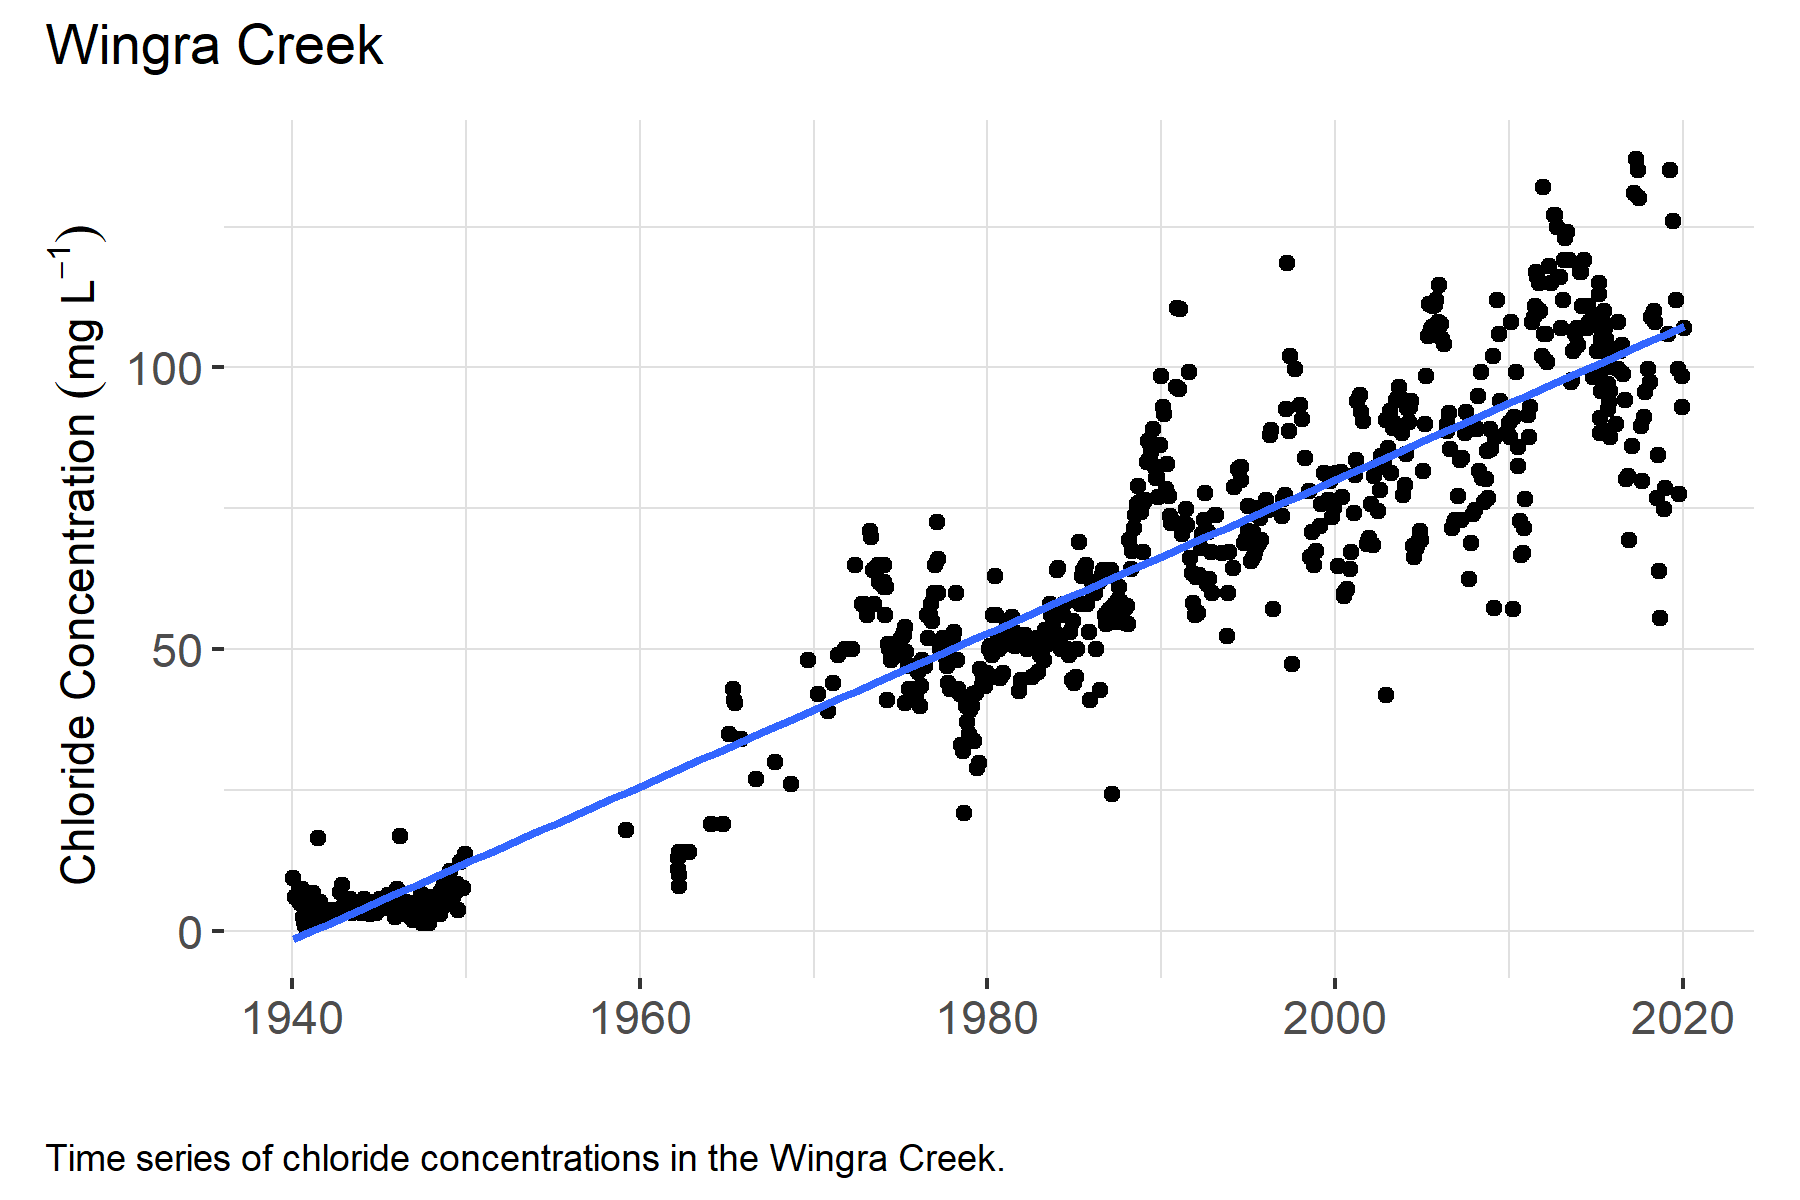 Wingra Creek
Chloride Concentration (mg L⁻¹)
100
50
0
1940 1960 1980 2000 2020
Time series of chloride concentrations in the Wingra Creek.